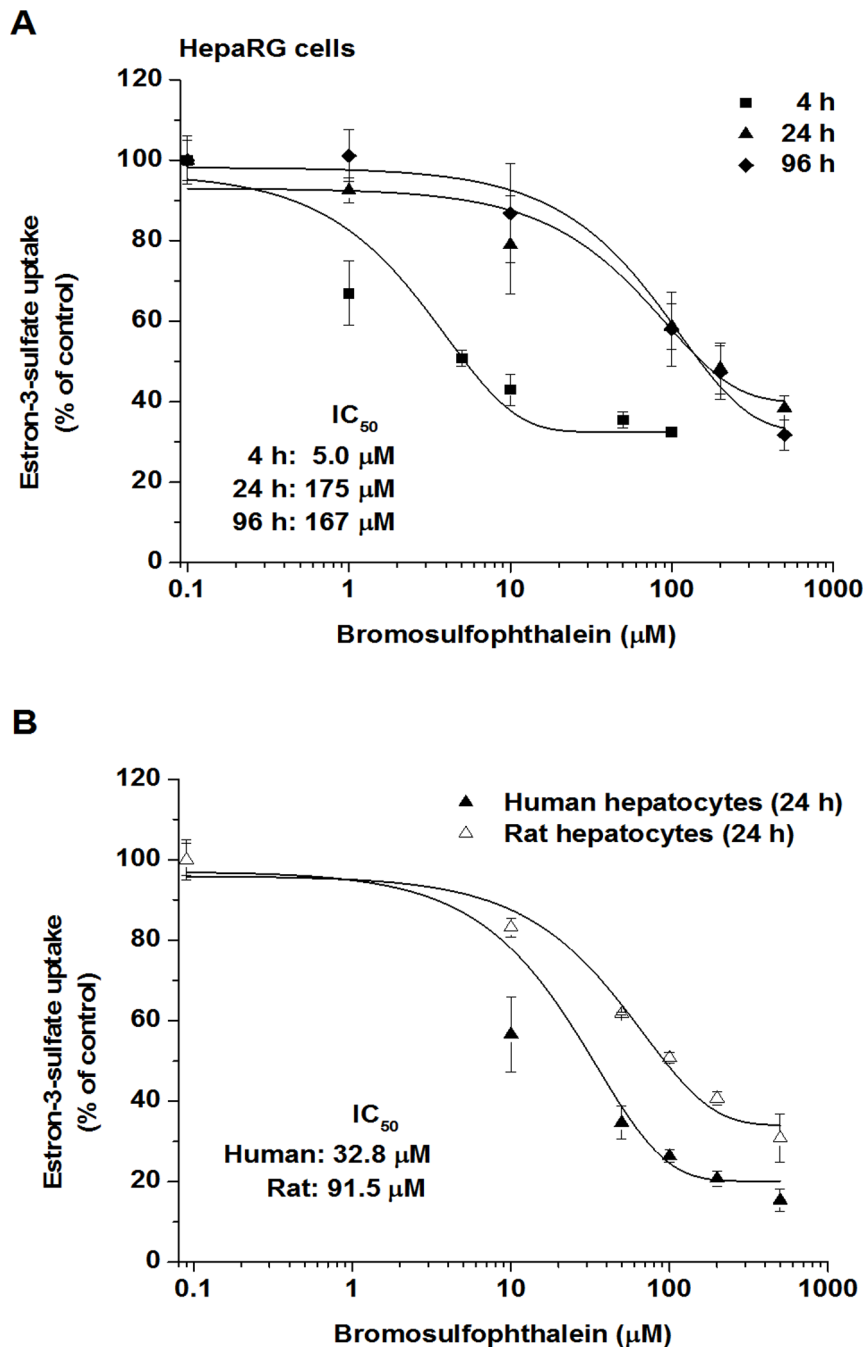 A
HepaRG cells
120
100
80
60
40
20
0
Estron-3-sulfate uptake
(% of control)
4 h
24 h
96 h
IC50
4 h: 5.0 µM
24 h: 175 µM
96 h: 167 µM
0.1 1 10 100 1000
Bromosulfophthalein (µM)
B
120
100
80
60
40
20
0
Estron-3-sulfate uptake
(% of control)
Human hepatocytes (24 h)
Rat hepatocytes (24 h)
IC50
Human: 32.8 µM
Rat: 91.5 µM
0.1 1 10 100 1000
Bromosulfophthalein (µM)